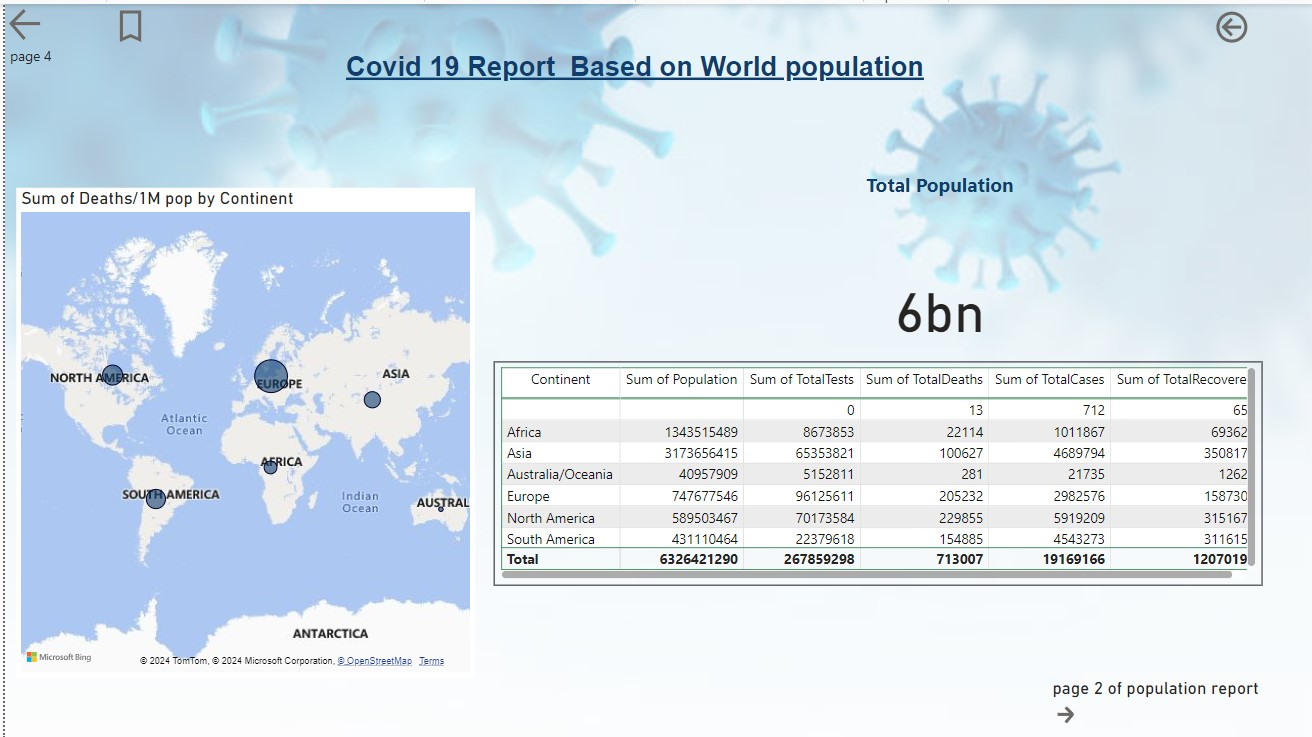 page 4
Covid 19 Report Based on World population
Sum of Deaths/1M pop by Continent
NORTH AMERICA
EUROPE
ASIA
Atlantic
Ocean
AFRICA
SOUTH AMERICA
Indian
Ocean
AUSTRAL
ANTARCTICA
Microsoft Bing
© 2024 TomTom, © 2024 Microsoft Corporation, © OpenStreetMap Terms
Total Population
6bn
Continent Sum of Population Sum of TotalTests Sum of TotalDeaths Sum of TotalCases Sum of TotalRecovere
0 13 712 65
Africa 1343515489 8673853 22114 1011867 69362
Asia 3173656415 65353821 100627 4689794 350817
Australia/Oceania 40957909 5152811 281 21735 1262
Europe 747677546 96125611 205232 2982576 158730
North America 589503467 70173584 229855 5919209 315167
South America 431110464 22379618 154885 4543273 311615
Total 6326421290 267859298 713007 19169166 1207019
page 2 of population report